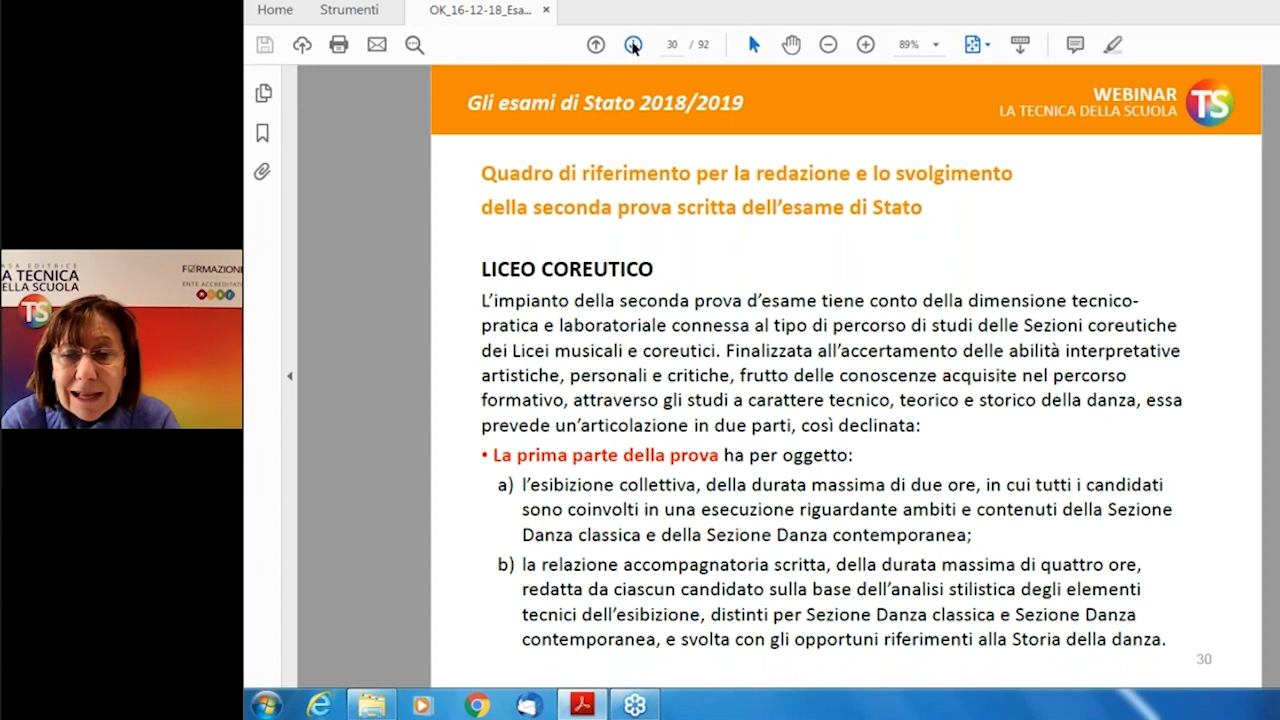 Home Strumenti OK_16-12-18_Esa... ×
30 / 92 89%
Gli esami di Stato 2018/2019
WEBINAR
LA TECNICA DELLA SCUOLA
TS
Quadro di riferimento per la redazione e lo svolgimento
della seconda prova scritta dell'esame di Stato
LICEO COREUTICO
L'impianto della seconda prova d'esame tiene conto della dimensione tecnico-
pratica e laboratoriale connessa al tipo di percorso di studi delle Sezioni coreutiche
dei Licei musicali e coreutici. Finalizzata all'accertamento delle abilità interpretative
artistiche, personali e critiche, frutto delle conoscenze acquisite nel percorso
formativo, attraverso gli studi a carattere tecnico, teorico e storico della danza, essa
prevede un'articolazione in due parti, così declinata:
• La prima parte della prova ha per oggetto:
a) l'esibizione collettiva, della durata massima di due ore, in cui tutti i candidati
sono coinvolti in una esecuzione riguardante ambiti e contenuti della Sezione
Danza classica e della Sezione Danza contemporanea;
b) la relazione accompagnatoria scritta, della durata massima di quattro ore,
redatta da ciascun candidato sulla base dell'analisi stilistica degli elementi
tecnici dell'esibizione, distinti per Sezione Danza classica e Sezione Danza
contemporanea, e svolta con gli opportuni riferimenti alla Storia della danza.
30
ASA EDITRICE
A TECNICA
ELLA SCUOLA
TS
FORMAZIONE
ENTE ACCREDITAT